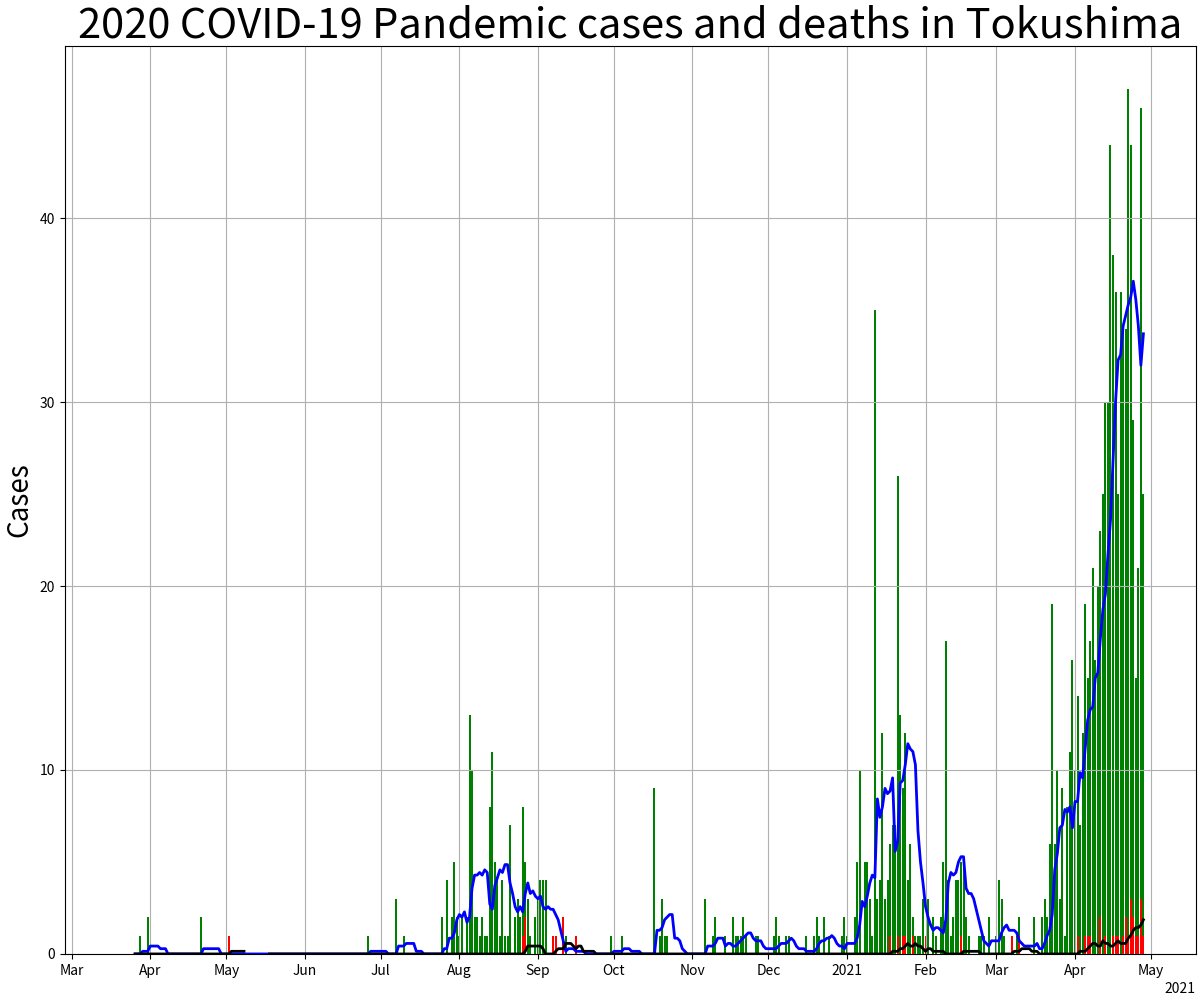 2020 COVID-19 Pandemic cases and deaths in Tokushima
Cases
40
30
20
10
0
Mar Apr May Jun Jul Aug Sep Oct Nov Dec 2021 Feb Mar Apr May
2021